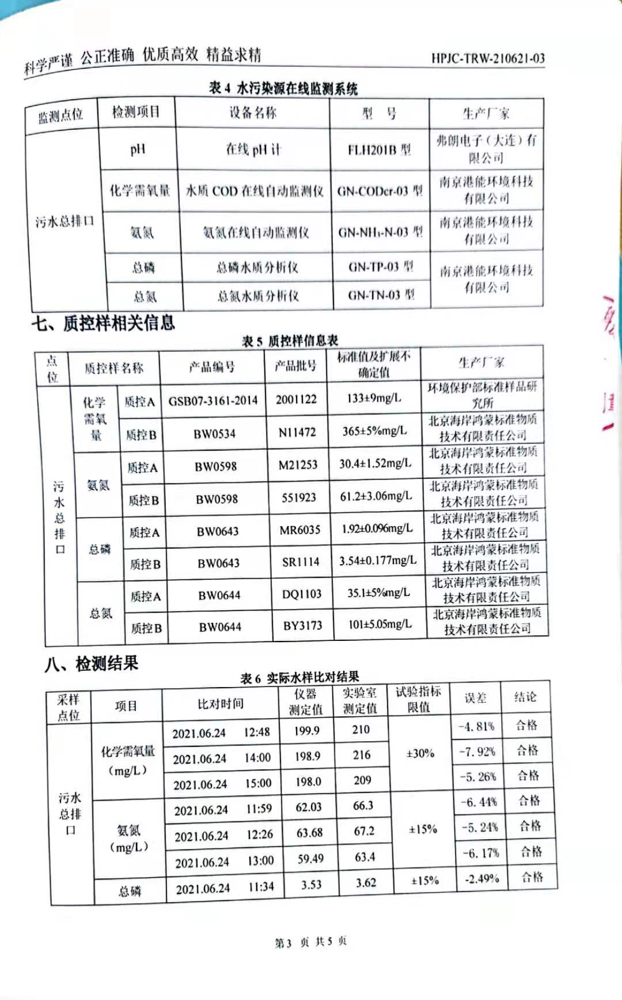 科学严谨 公正准确 优质高效 精益求精
HPJC-TRW-210621-03
表 4 水污染源在线监测系统
监测点位 检测项目 设备名称 型 号 生产厂家
污水总排口
pH 在线 pH 计 FLH201B 型 弗朗电子（大连）有
限公司
化学需氧量 水质 COD 在线自动监测仪 GN-CODcr-03 型 南京港能环境科技
有限公司
氨氮 氨氮在线自动监测仪 GN-NH₃-N-03 型 南京港能环境科技
有限公司
总磷 总磷水质分析仪 GN-TP-03 型 南京港能环境科技
有限公司
总氮 总氮水质分析仪 GN-TN-03 型
七、质控样相关信息
表 5 质控样信息表
点
位
质控样名称 产品编号 产品批号 标准值及扩展不
确定值
生产厂家
污
水
总
排
口
化学
需氧
量
质控A GSB07-3161-2014 2001122 133±9mg/L 环境保护部标准样品研
究所
质控B BW0534 N11472 365±5%mg/L 北京海岸鸿蒙标准物质
技术有限责任公司
氨氮
质控A BW0598 M21253 30.4±1.52mg/L 北京海岸鸿蒙标准物质
技术有限责任公司
质控B BW0598 551923 61.2±3.06mg/L 北京海岸鸿蒙标准物质
技术有限责任公司
总磷
质控A BW0643 MR6035 1.92±0.096mg/L 北京海岸鸿蒙标准物质
技术有限责任公司
质控B BW0643 SR1114 3.54±0.177mg/L 北京海岸鸿蒙标准物质
技术有限责任公司
总氮
质控A BW0644 DQ1103 35.1±5%mg/L 北京海岸鸿蒙标准物质
技术有限责任公司
质控B BW0644 BY3173 101±5.05mg/L 北京海岸鸿蒙标准物质
技术有限责任公司
八、检测结果
表 6 实际水样比对结果
采样
点位
项目 比对时间 仪器
测定值
实验室
测定值
试验指标
限值
误差 结论
污水
总排
口
化学需氧量
（mg/L）
2021.06.24 12:48 199.9 210 ±30% -4.81% 合格
2021.06.24 14:00 198.9 216 -7.92% 合格
2021.06.24 15:00 198.0 209 -5.26% 合格
氨氮
（mg/L）
2021.06.24 11:59 62.03 66.3 ±15% -6.44% 合格
2021.06.24 12:26 63.68 67.2 -5.24% 合格
2021.06.24 13:00 59.49 63.4 -6.17% 合格
总磷 2021.06.24 11:34 3.53 3.62 ±15% -2.49% 合格
第 3 页 共 5 页